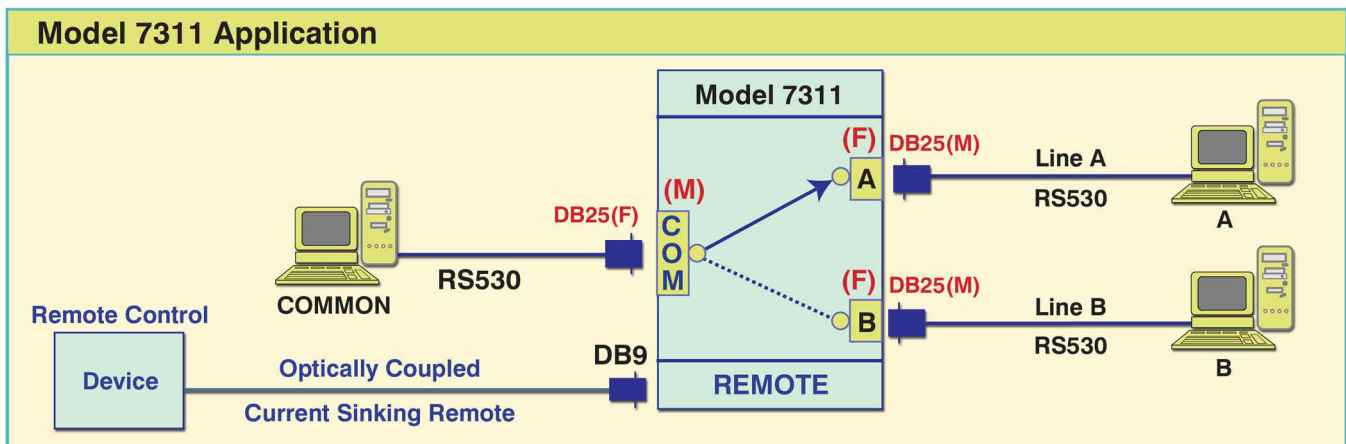 Model 7311 Application
Model 7311
(F)
DB25(M)
Line A
RS530
A
A
(M)
DB25(F)
COM
RS530
COMMON
(F)
DB25(M)
Line B
RS530
B
B
Remote Control
Device
Optically Coupled
Current Sinking Remote
DB9
REMOTE